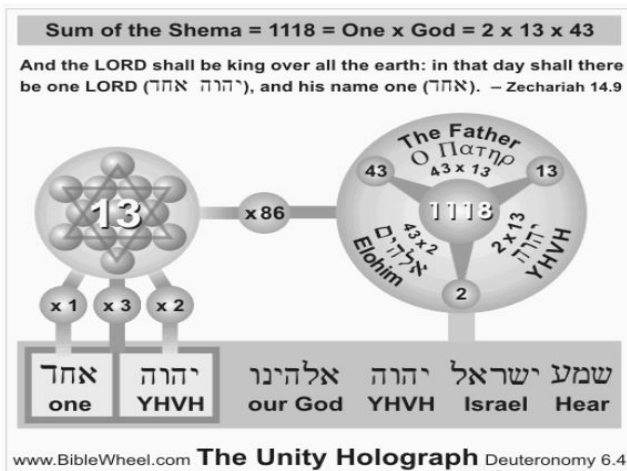 Sum of the Shema = 1118 = One x God = 2 x 13 x 43
And the LORD shall be king over all the earth: in that day shall there
be one LORD (יהוה אחד), and his name one (אחד). – Zechariah 14.9
The Father
Ο Πατηρ
43 x 13
43
13
13
x 86
1118
43 x 2
אלהים
Elohim
2 x 13
יהוה
YHVH
2
x 1
x 3
x 2
שמע ישראל יהוה אלהינו יהוה אחד
one YHVH our God YHVH Israel Hear
www.BibleWheel.com The Unity Holograph Deuteronomy 6.4